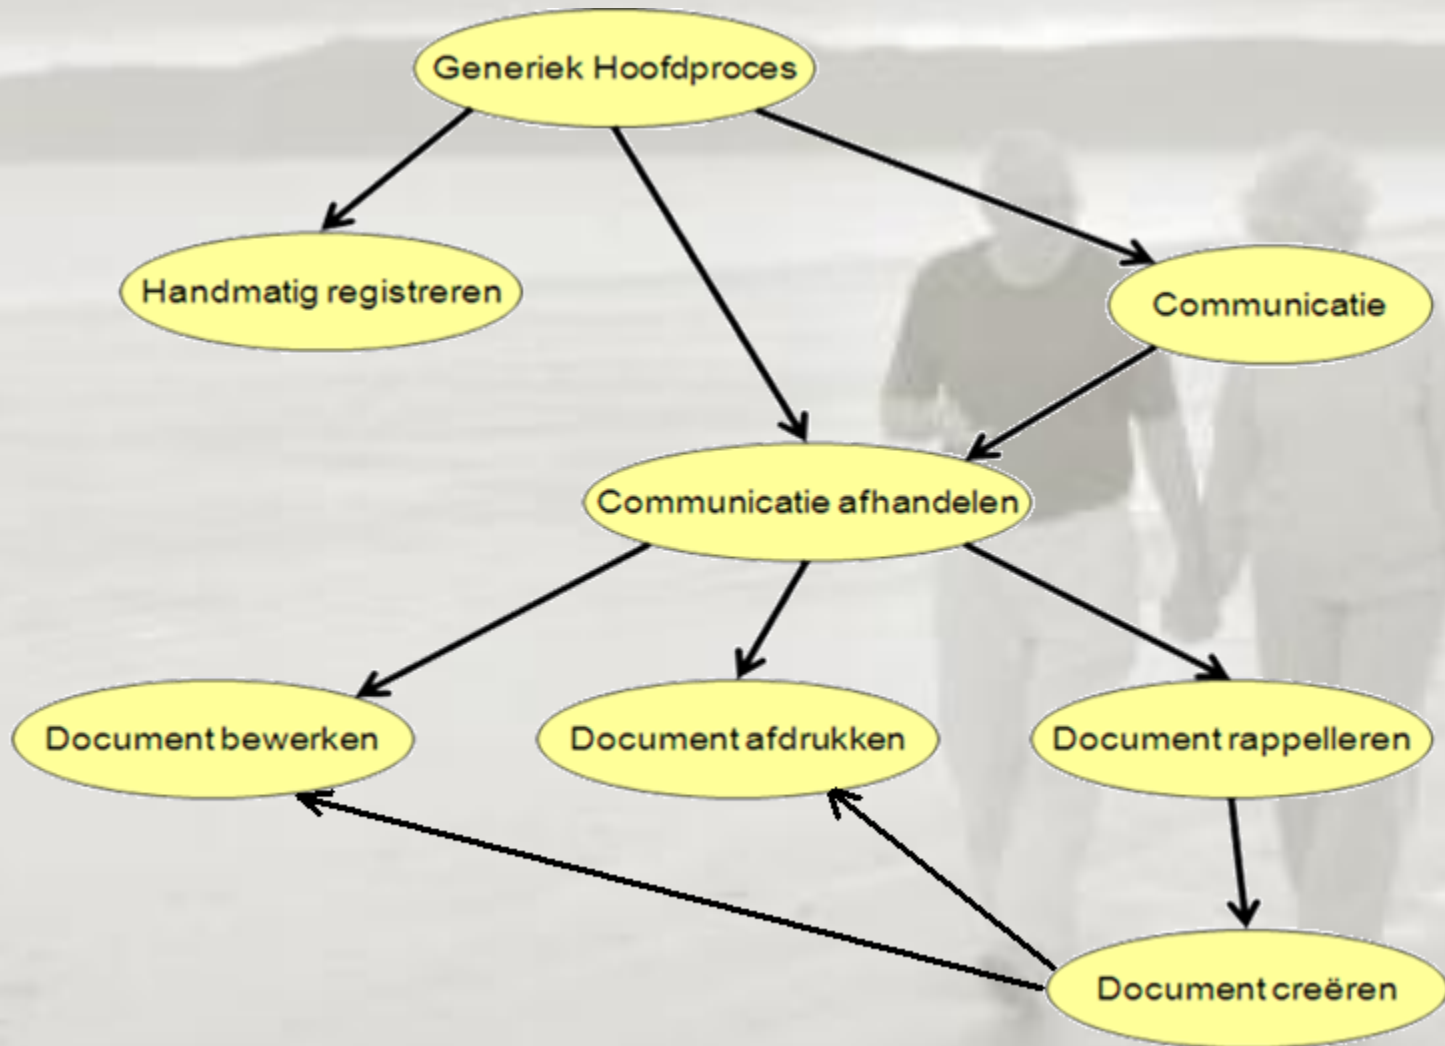 Generiek Hoofdproces
Handmatig registreren
Communicatie
Communicatie afhandelen
Document bewerken
Document afdrukken
Document rappelleren
Document creëren